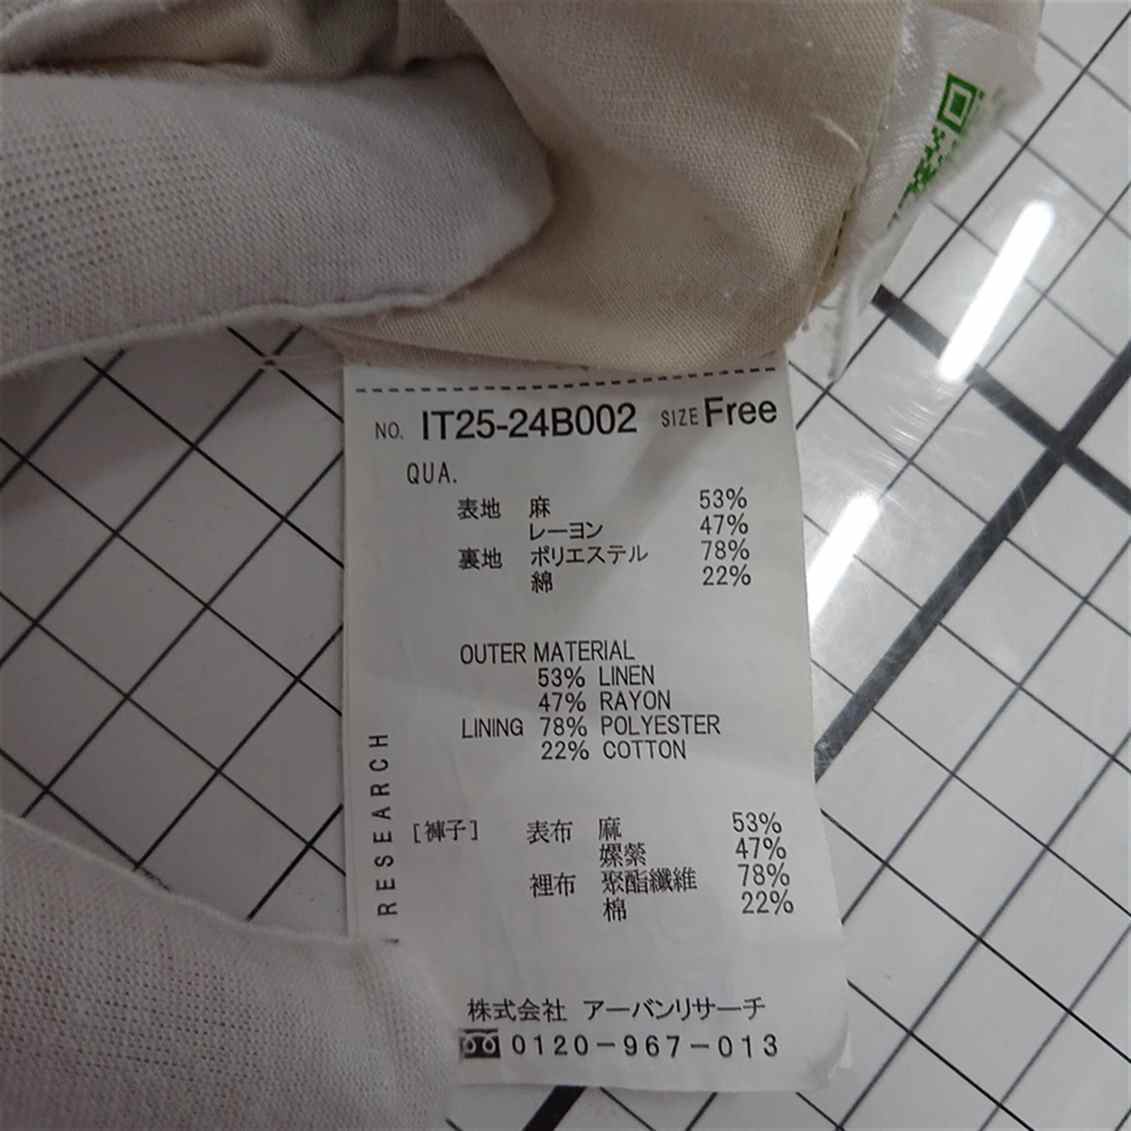 NO. IT25-24B002 SIZE Free
QUA.
表地 麻 53%
レーヨン 47%
裏地 ポリエステル 78%
綿 22%
OUTER MATERIAL
53% LINEN
47% RAYON
LINING 78% POLYESTER
22% COTTON
[褲子] 表布 麻 53%
嫘縈 47%
裡布 聚酯纖維 78%
棉 22%
RESEARCH
株式会社 アーバンリサーチ
0120-967-013